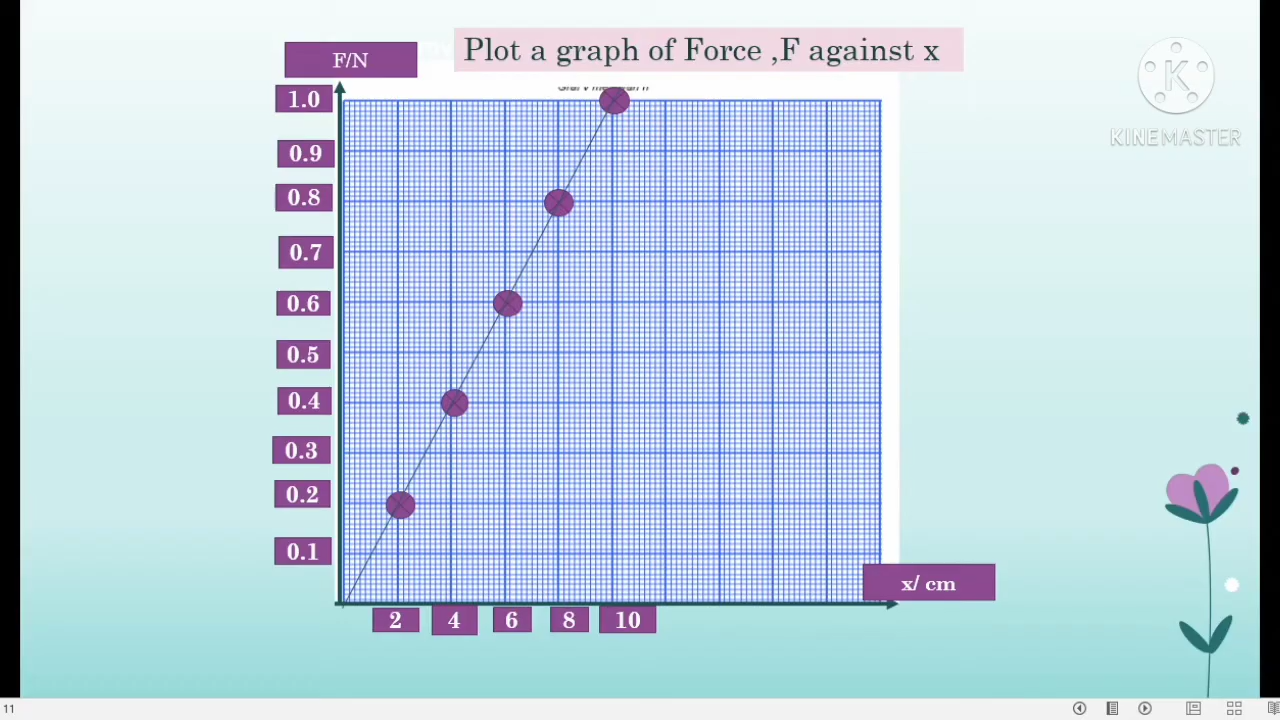 Plot a graph of Force ,F against x
F/N
1.0
0.9
0.8
0.7
0.6
0.5
0.4
0.3
0.2
0.1
2 4 6 8 10
x/ cm
K
KINEMASTER
11